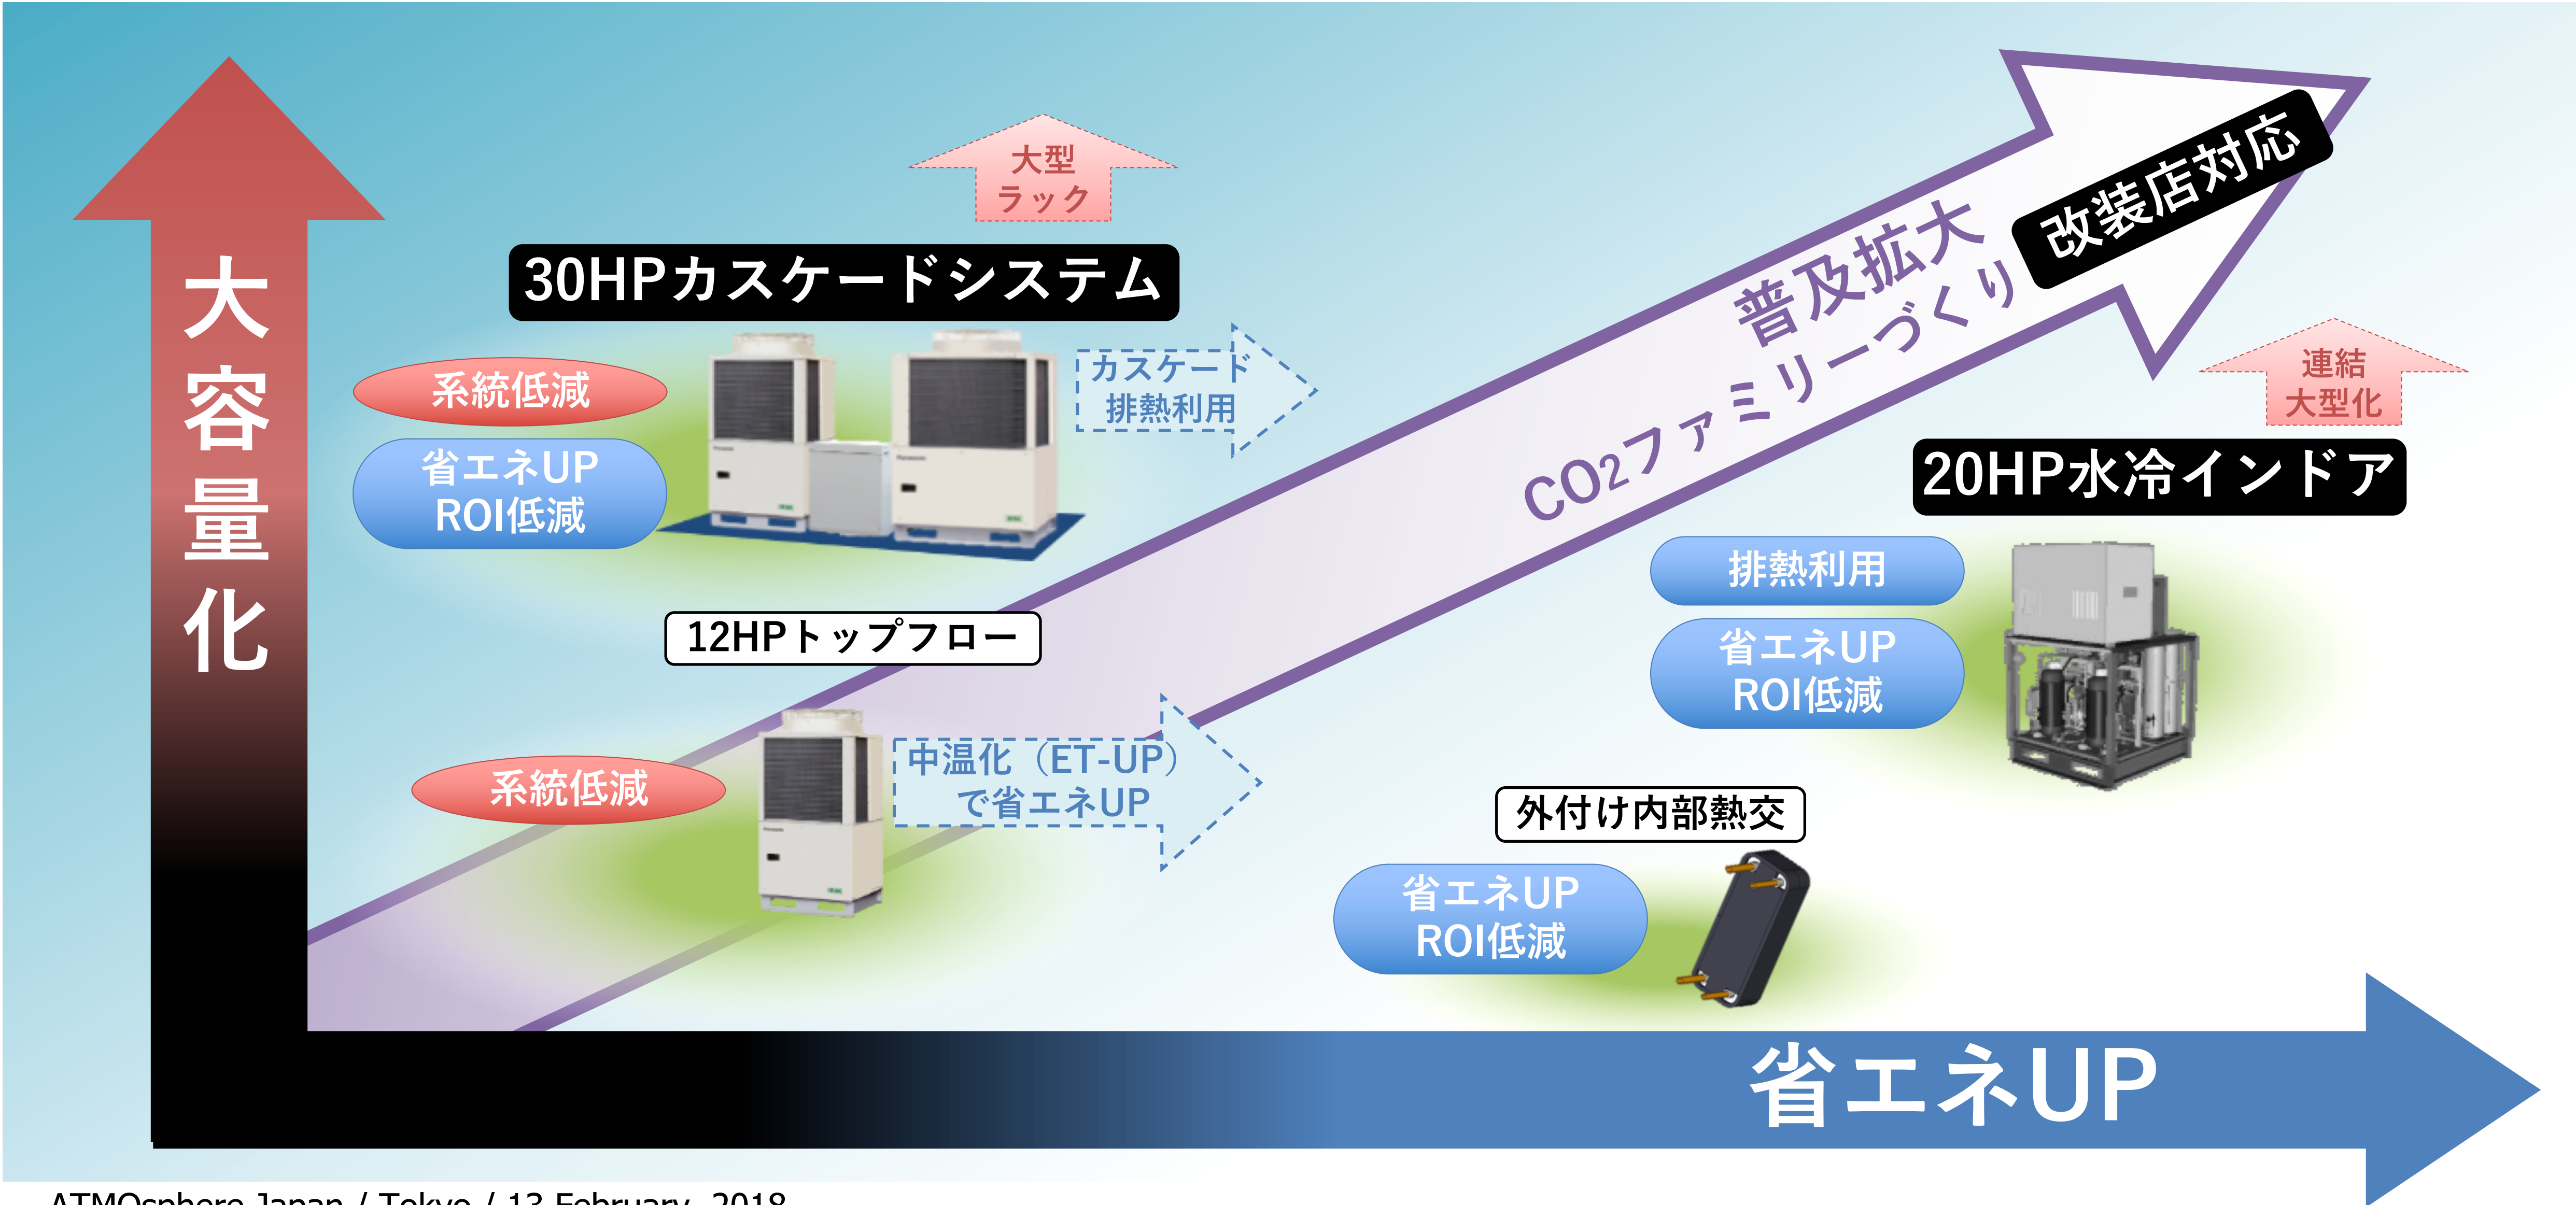 大容量化
大型
ラック
30HPカスケードシステム
系統低減
省エネUP
ROI低減
カスケード
排熱利用
12HPトップフロー
系統低減
中温化（ET-UP）
で省エネUP
普及拡大
CO2ファミリーづくり
改装店対応
連結
大型化
20HP水冷インドア
排熱利用
省エネUP
ROI低減
外付け内部熱交
省エネUP
ROI低減
省エネUP
ATMOsphere Japan / Tokyo / 13 February, 2018